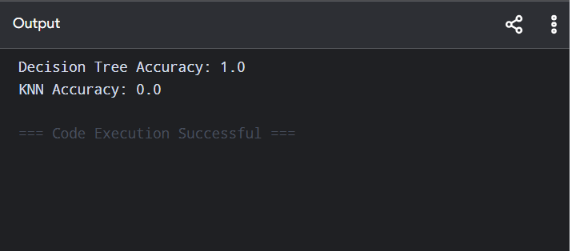 Output
Decision Tree Accuracy: 1.0
KNN Accuracy: 0.0
=== Code Execution Successful ===